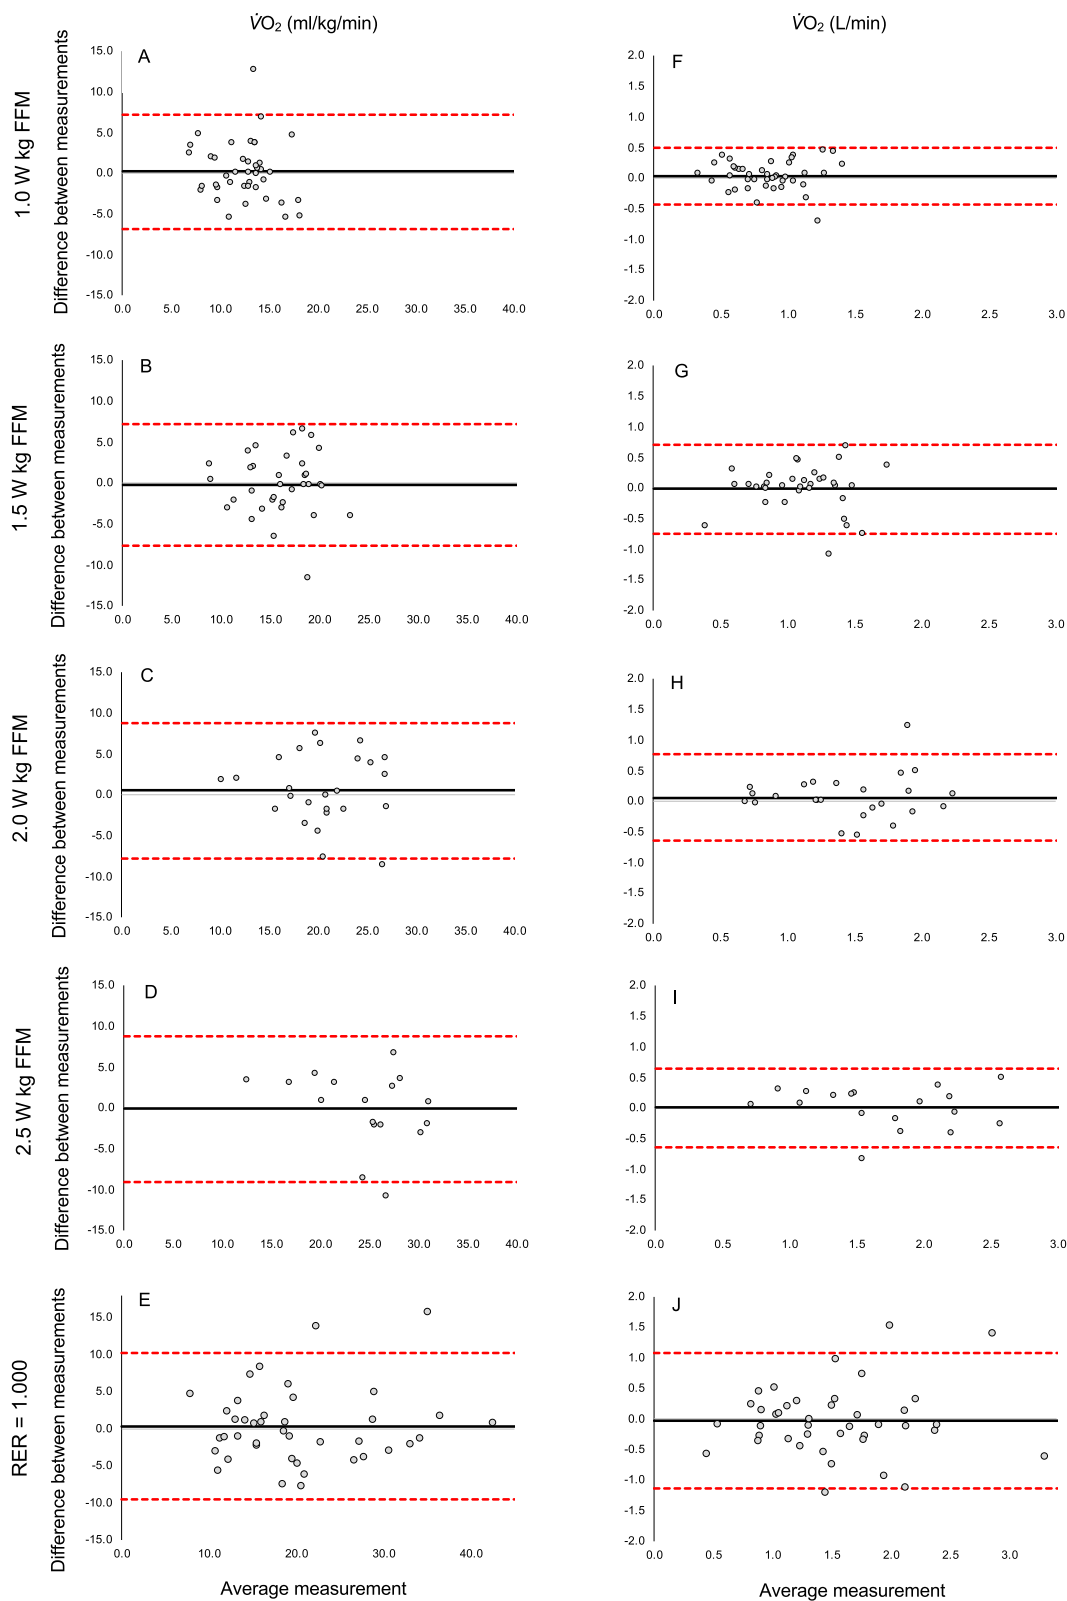 V̇O₂ (ml/kg/min)
V̇O₂ (L/min)
1.0 W kg FFM
Difference between measurements
A
15.0
10.0
5.0
0.0
-5.0
-10.0
-15.0
0.0 5.0 10.0 15.0 20.0 25.0 30.0 35.0 40.0
F
2.0
1.5
1.0
0.5
0.0
-0.5
-1.0
-1.5
-2.0
0.0 0.5 1.0 1.5 2.0 2.5 3.0
1.5 W kg FFM
Difference between measurements
B
15.0
10.0
5.0
0.0
-5.0
-10.0
-15.0
0.0 5.0 10.0 15.0 20.0 25.0 30.0 35.0 40.0
G
2.0
1.5
1.0
0.5
0.0
-0.5
-1.0
-1.5
-2.0
0.0 0.5 1.0 1.5 2.0 2.5 3.0
2.0 W kg FFM
Difference between measurements
C
15.0
10.0
5.0
0.0
-5.0
-10.0
-15.0
0.0 5.0 10.0 15.0 20.0 25.0 30.0 35.0 40.0
H
2.0
1.5
1.0
0.5
0.0
-0.5
-1.0
-1.5
-2.0
0.0 0.5 1.0 1.5 2.0 2.5 3.0
2.5 W kg FFM
Difference between measurements
D
15.0
10.0
5.0
0.0
-5.0
-10.0
-15.0
0.0 5.0 10.0 15.0 20.0 25.0 30.0 35.0 40.0
I
2.0
1.5
1.0
0.5
0.0
-0.5
-1.0
-1.5
-2.0
0.0 0.5 1.0 1.5 2.0 2.5 3.0
RER = 1.000
Difference between measurements
E
15.0
10.0
5.0
0.0
-5.0
-10.0
-15.0
0.0 10.0 20.0 30.0 40.0
Average measurement
J
2.0
1.5
1.0
0.5
0.0
-0.5
-1.0
-1.5
-2.0
0.0 0.5 1.0 1.5 2.0 2.5 3.0
Average measurement